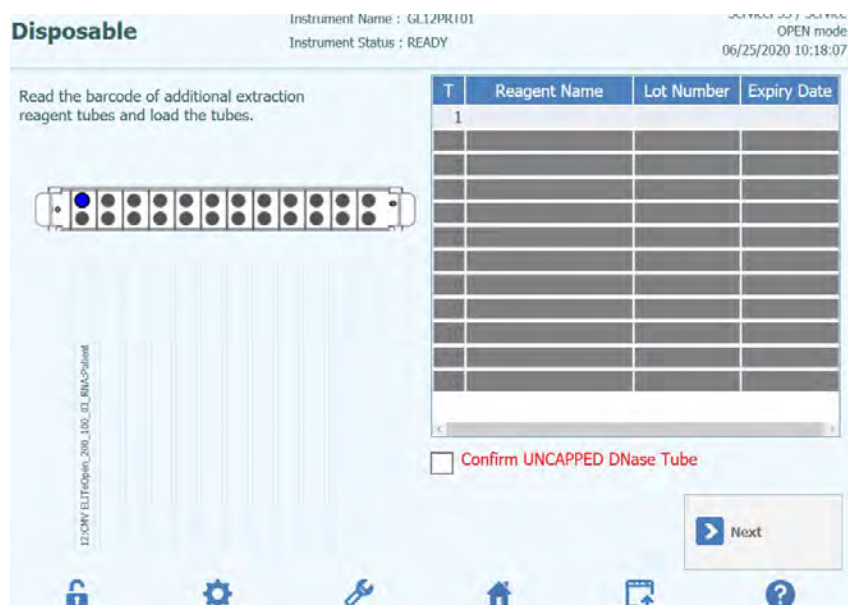 Disposable
Instrument Name : GL12PRT01
Instrument Status : READY
OPEN mode
06/25/2020 10:18:07
Read the barcode of additional extraction
reagent tubes and load the tubes.
T Reagent Name Lot Number Expiry Date
1
12:CMV ELITeOpen_200_100_03_RNA:Patient
Confirm UNCAPPED DNase Tube
Next